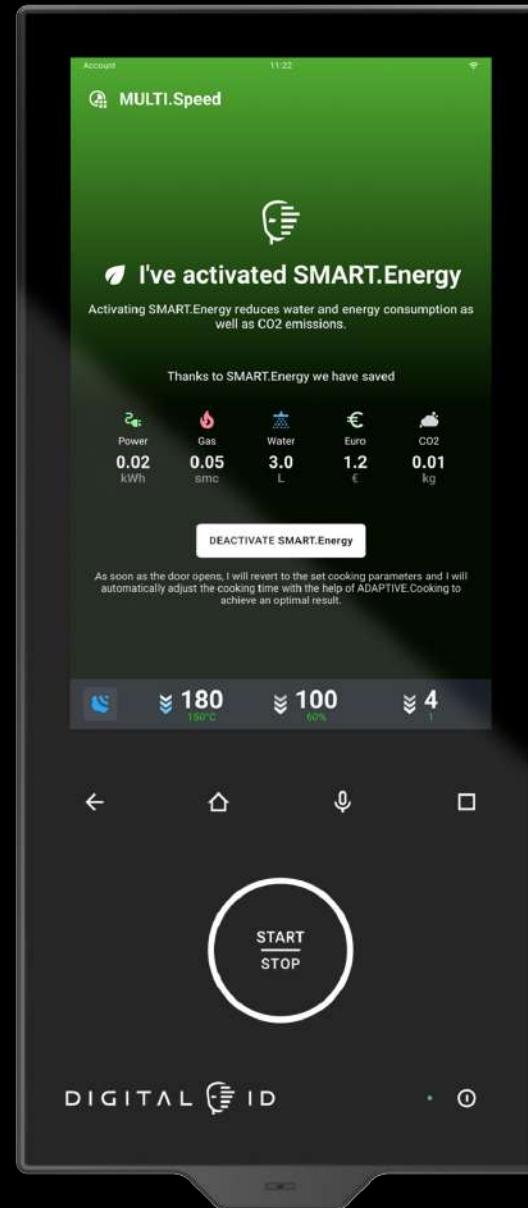 Account 11:22
MULTI.Speed
I've activated SMART.Energy
Activating SMART.Energy reduces water and energy consumption as
well as CO2 emissions.
Thanks to SMART.Energy we have saved
Power Gas Water Euro CO2
0.02 0.05 3.0 1.2 0.01
kWh smc L € kg
DEACTIVATE SMART.Energy
As soon as the door opens, I will revert to the set cooking parameters and I will
automatically adjust the cooking time with the help of ADAPTIVE.Cooking to
achieve an optimal result.
180 100 4
150°C 60% 1
START
STOP
DIGITAL ID